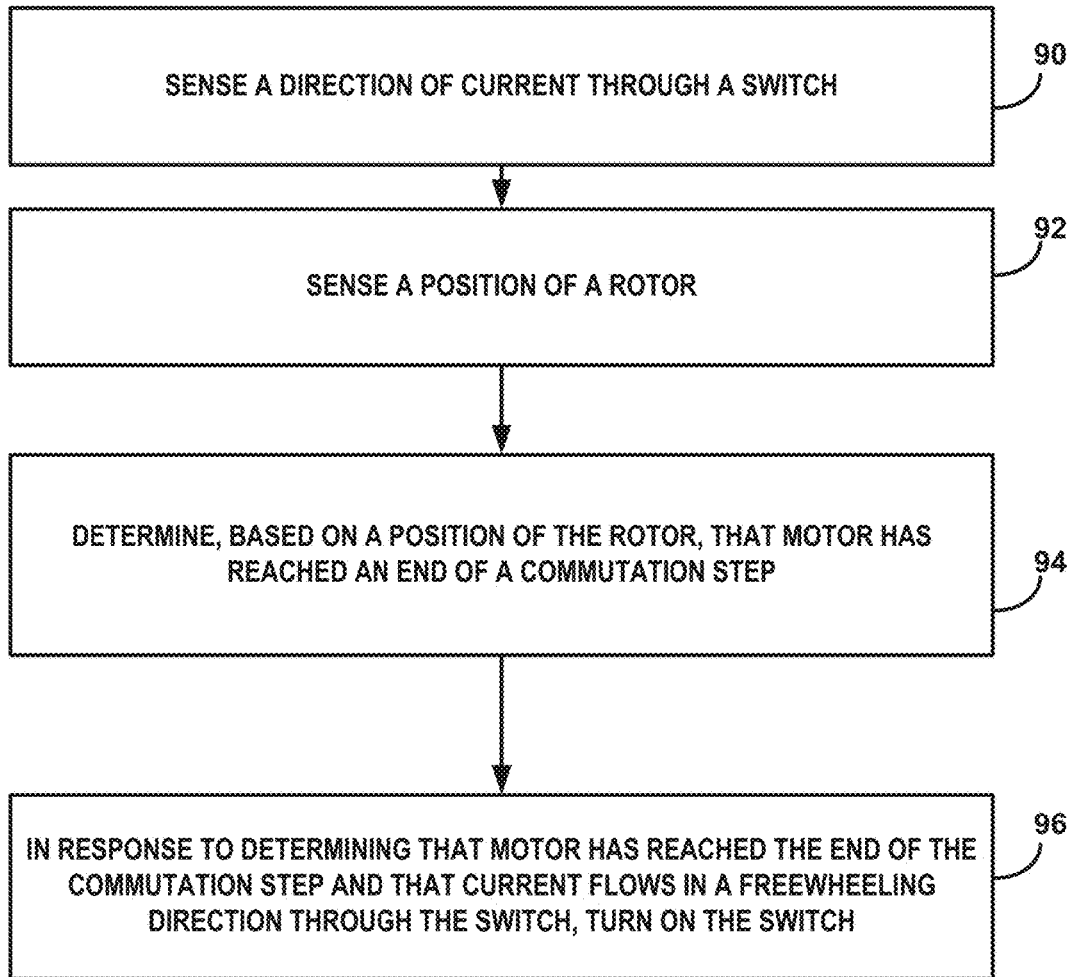 SENSE A DIRECTION OF CURRENT THROUGH A SWITCH
90
SENSE A POSITION OF A ROTOR
92
DETERMINE, BASED ON A POSITION OF THE ROTOR, THAT MOTOR HAS
REACHED AN END OF A COMMUTATION STEP
94
IN RESPONSE TO DETERMINING THAT MOTOR HAS REACHED THE END OF THE
COMMUTATION STEP AND THAT CURRENT FLOWS IN A FREEWHEELING
DIRECTION THROUGH THE SWITCH, TURN ON THE SWITCH
96